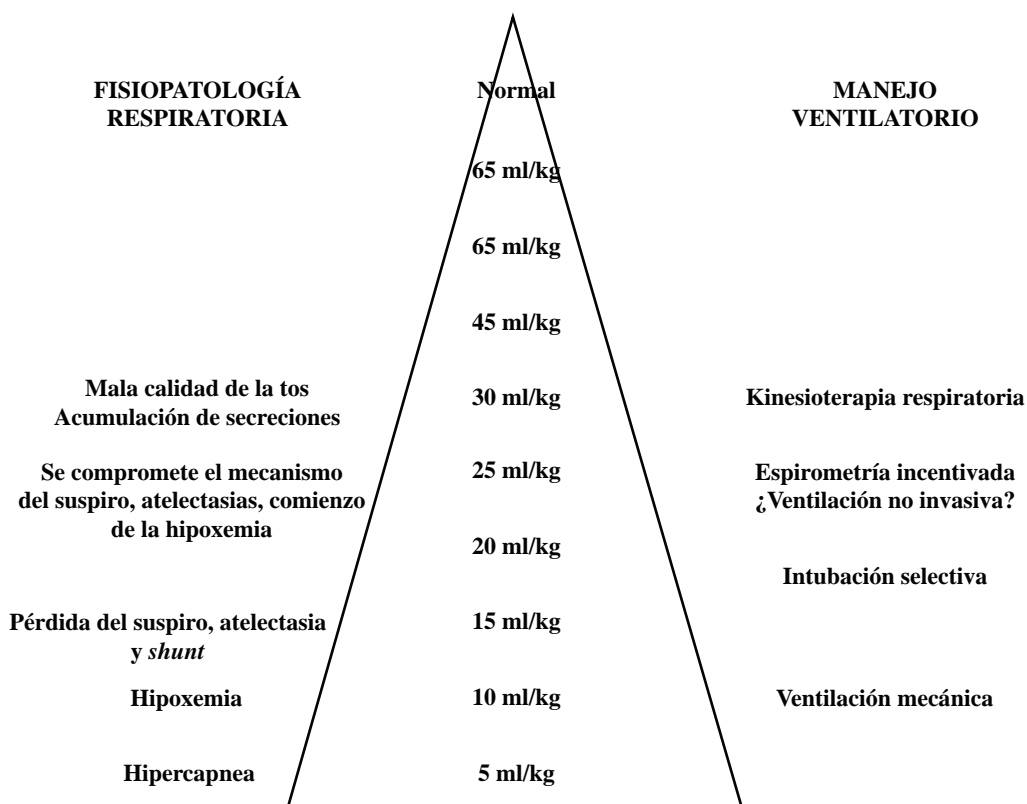 FISIOPATOLOGÍA
RESPIRATORIA
Normal
MANEJO
VENTILATORIO
65 ml/kg
65 ml/kg
45 ml/kg
Mala calidad de la tos
Acumulación de secreciones
30 ml/kg
Kinesioterapia respiratoria
Se compromete el mecanismo
del suspiro, atelectasias, comienzo
de la hipoxemia
25 ml/kg
Espirometría incentivada
¿Ventilación no invasiva?
20 ml/kg
Intubación selectiva
Pérdida del suspiro, atelectasia
y shunt
15 ml/kg
Hipoxemia
10 ml/kg
Ventilación mecánica
Hipercapnea
5 ml/kg